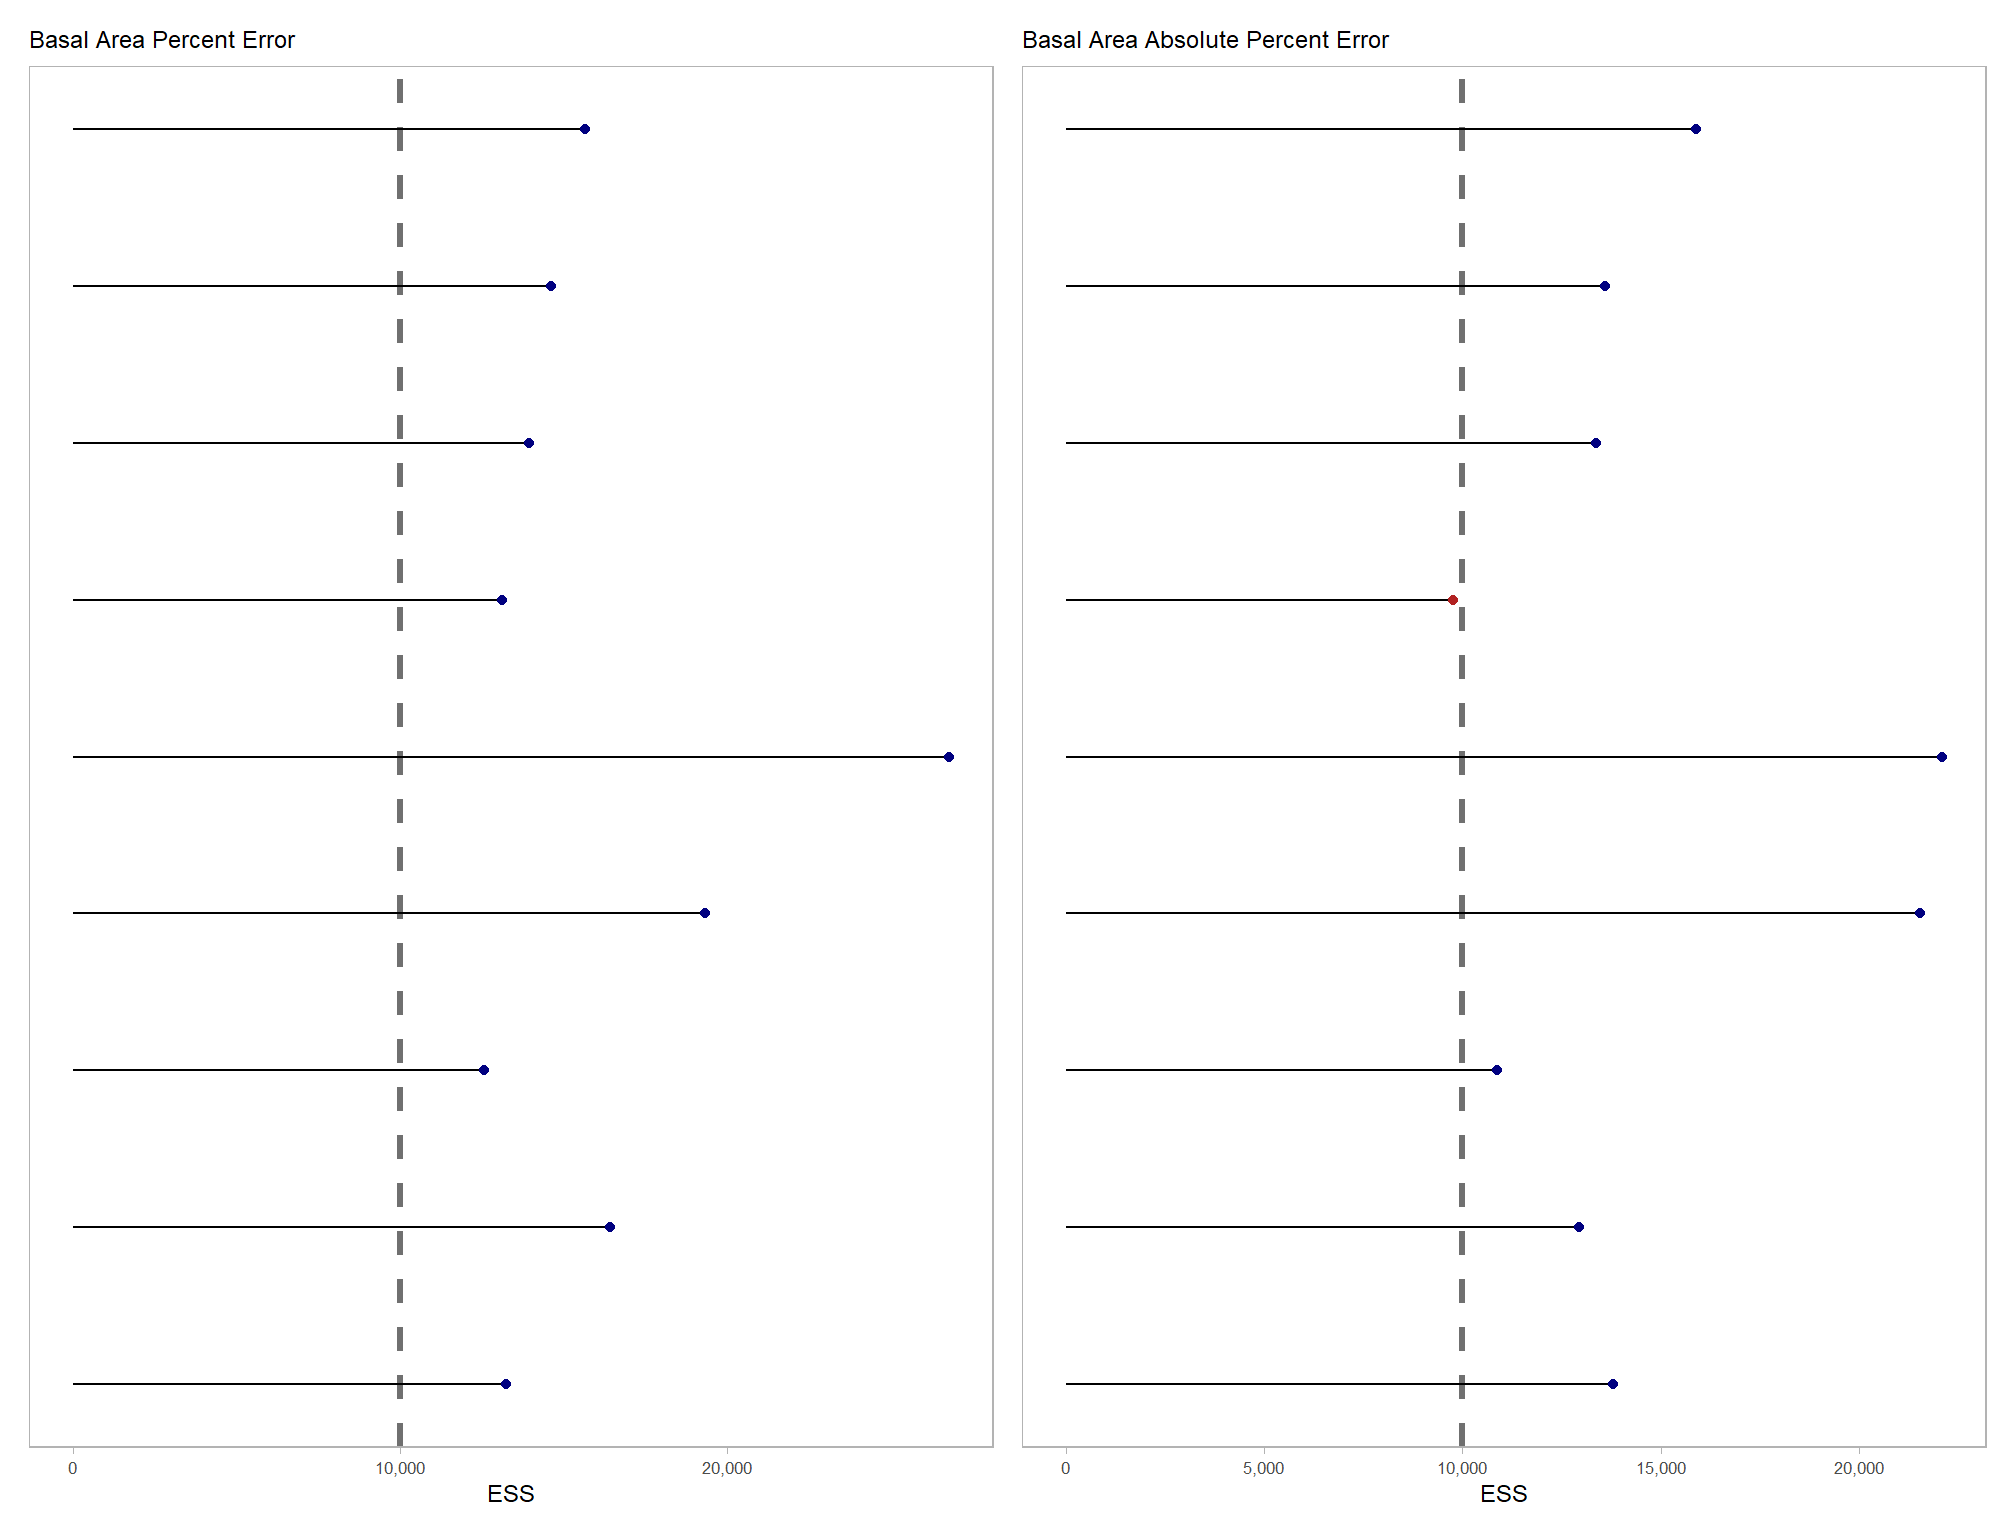 Basal Area Percent Error
0 10,000 20,000
ESS
Basal Area Absolute Percent Error
0 5,000 10,000 15,000 20,000
ESS